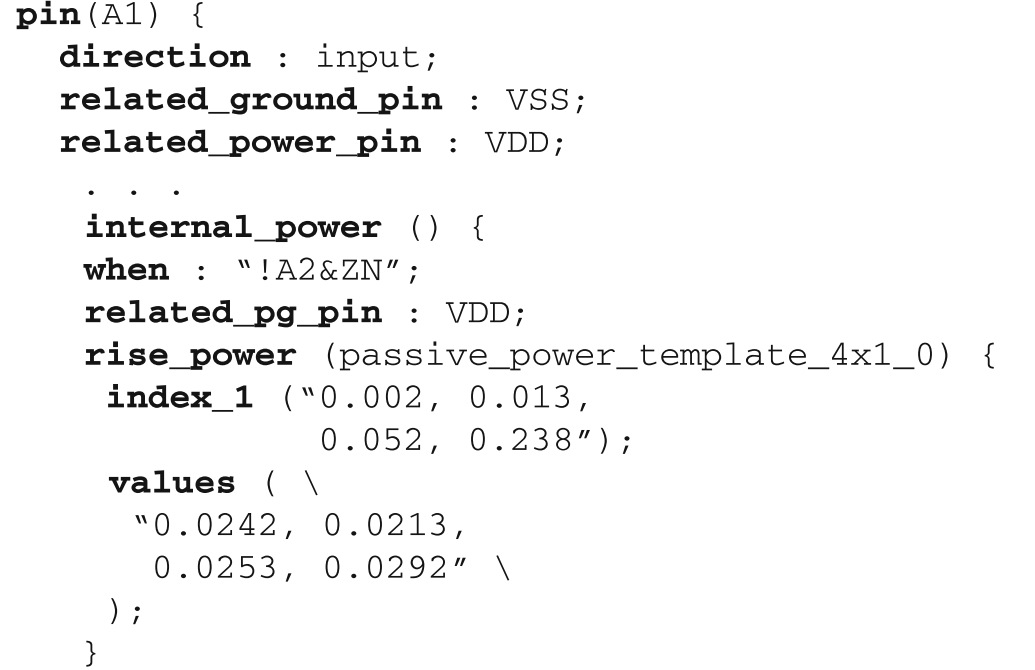 pin(A1) {
direction : input;
related_ground_pin : VSS;
related_power_pin : VDD;
. . .
internal_power () {
when : “!A2&ZN”;
related_pg_pin : VDD;
rise_power (passive_power_template_4x1_0) {
index_1 (“0.002, 0.013,
0.052, 0.238”);
values ( \
“0.0242, 0.0213,
0.0253, 0.0292” \
);
}